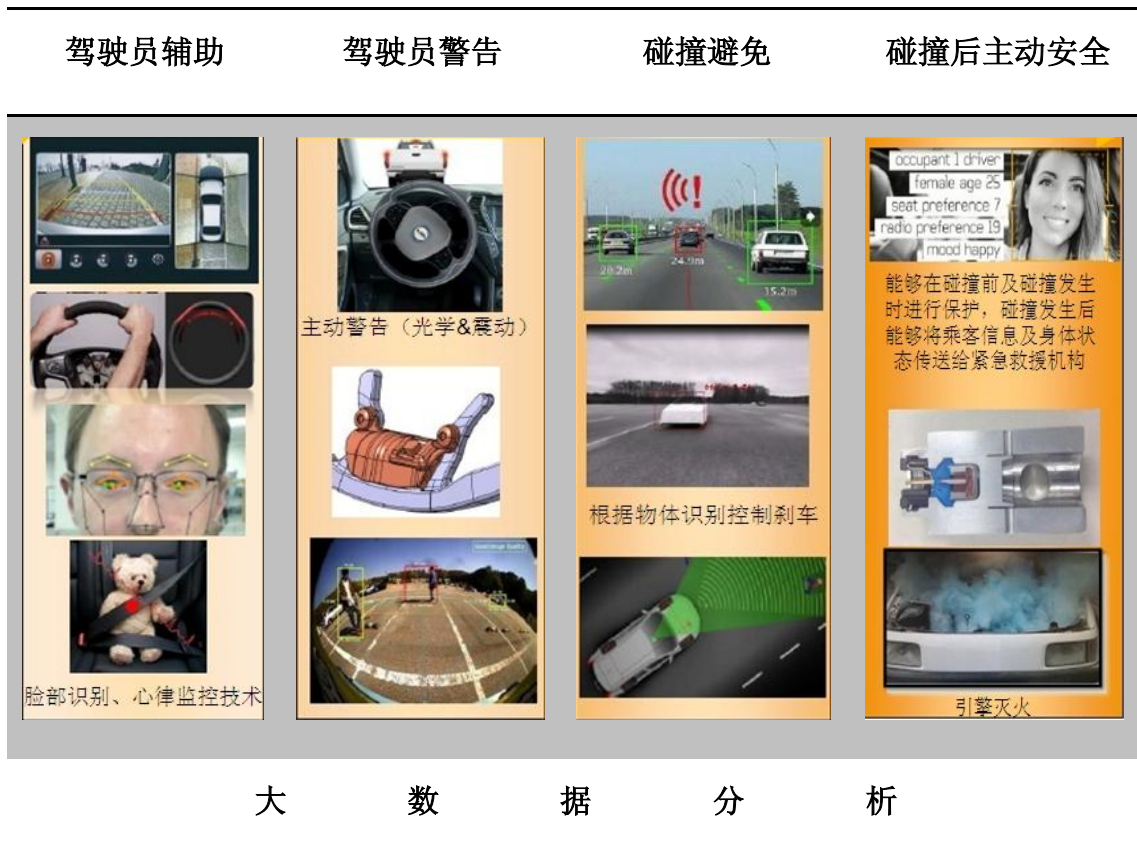 驾驶员辅助
驾驶员警告
碰撞避免
碰撞后主动安全
脸部识别、心律监控技术
主动警告（光学&震动）
28.2m
24.9m
15.2m
根据物体识别控制刹车
occupant 1 driver
female age 25
seat preference 7
radio preference 19
mood happy
能够在碰撞前及碰撞发生
时进行保护，碰撞发生后
能够将乘客信息及身体状
态传送给紧急救援机构
引擎灭火
大 数 据 分 析